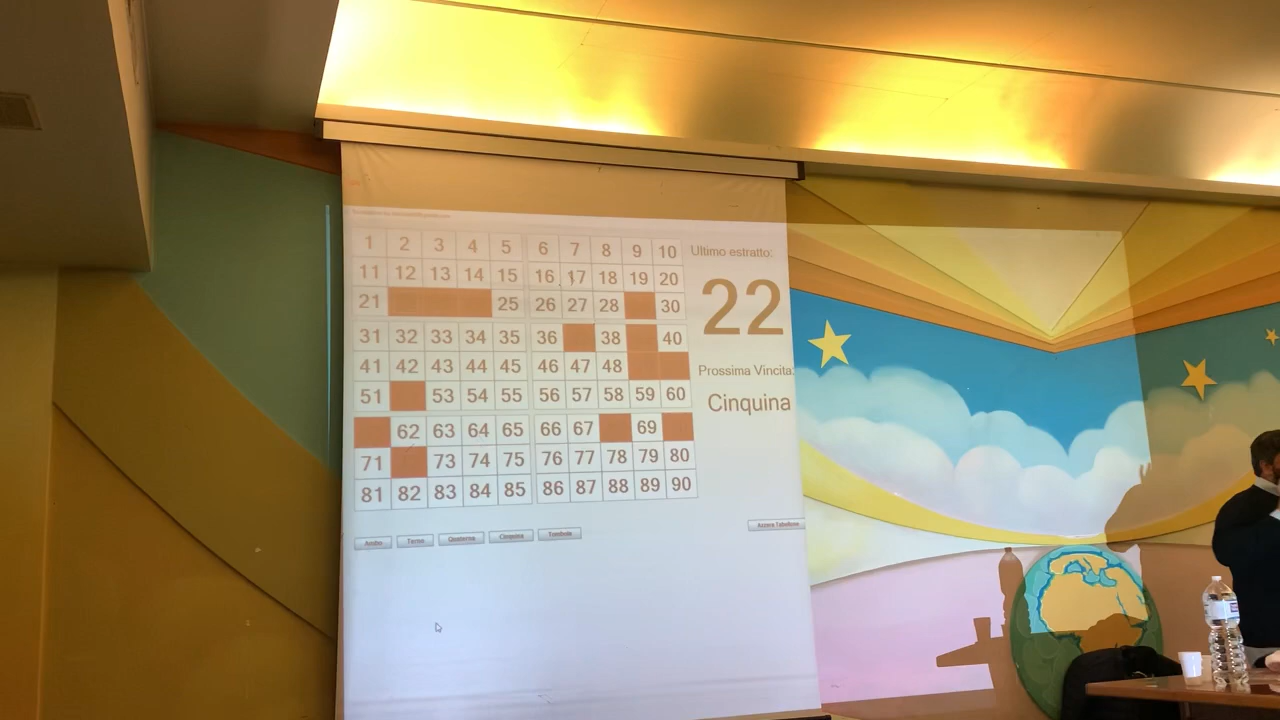 1 2 3 4 5 6 7 8 9 10 Ultimo estratto:
11 12 13 14 15 16 17 18 19 20
21 25 26 27 28 30 22
31 32 33 34 35 36 38 40
41 42 43 44 45 46 47 48 Prossima Vincita:
51 53 54 55 56 57 58 59 60 Cinquina
62 63 64 65 66 67 69
71 73 74 75 76 77 78 79 80
81 82 83 84 85 86 87 88 89 90
Ambo Terno Quaterna Cinquina Tombola Azzera Tabellone